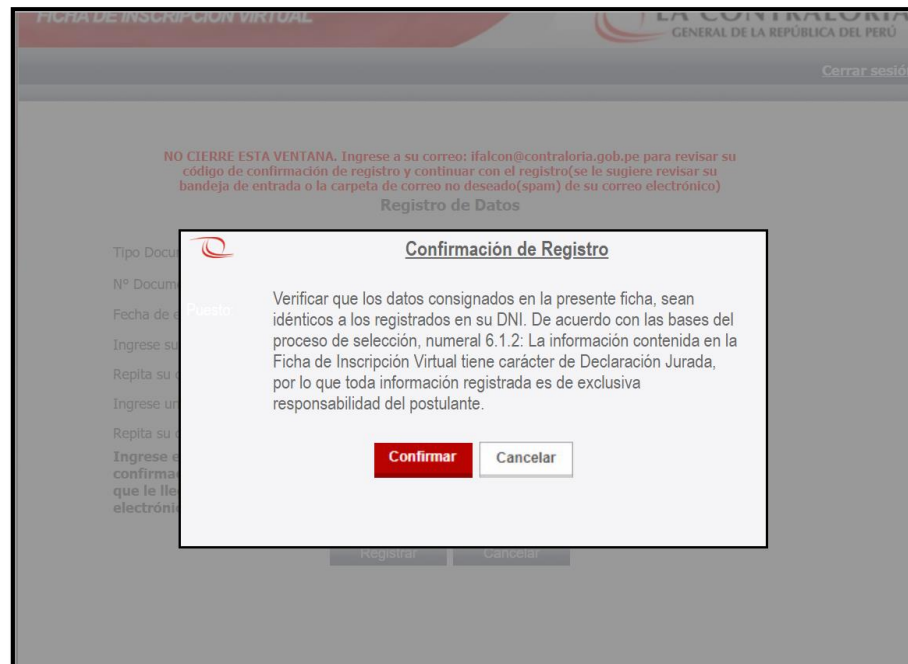 FICHA DE INSCRIPCIÓN VIRTUAL
LA CONTRALORÍA
GENERAL DE LA REPÚBLICA DEL PERÚ
Cerrar sesió
NO CIERRE ESTA VENTANA. Ingrese a su correo: ifalcon@contraloria.gob.pe para revisar su
código de confirmación de registro y continuar con el registro(se le sugiere revisar su
bandeja de entrada o la carpeta de correo no deseado(spam) de su correo electrónico)
Registro de Datos
Tipo Docu
Nº Docum
Fecha de e
Ingrese su
Repita su c
Ingrese un
Repita su c
Ingrese e
confirma
que le lle
electróni
Confirmación de Registro
Puesto
Verificar que los datos consignados en la presente ficha, sean
idénticos a los registrados en su DNI. De acuerdo con las bases del
proceso de selección, numeral 6.1.2: La información contenida en la
Ficha de Inscripción Virtual tiene carácter de Declaración Jurada,
por lo que toda información registrada es de exclusiva
responsabilidad del postulante.
Confirmar Cancelar
Registrar Cancelar